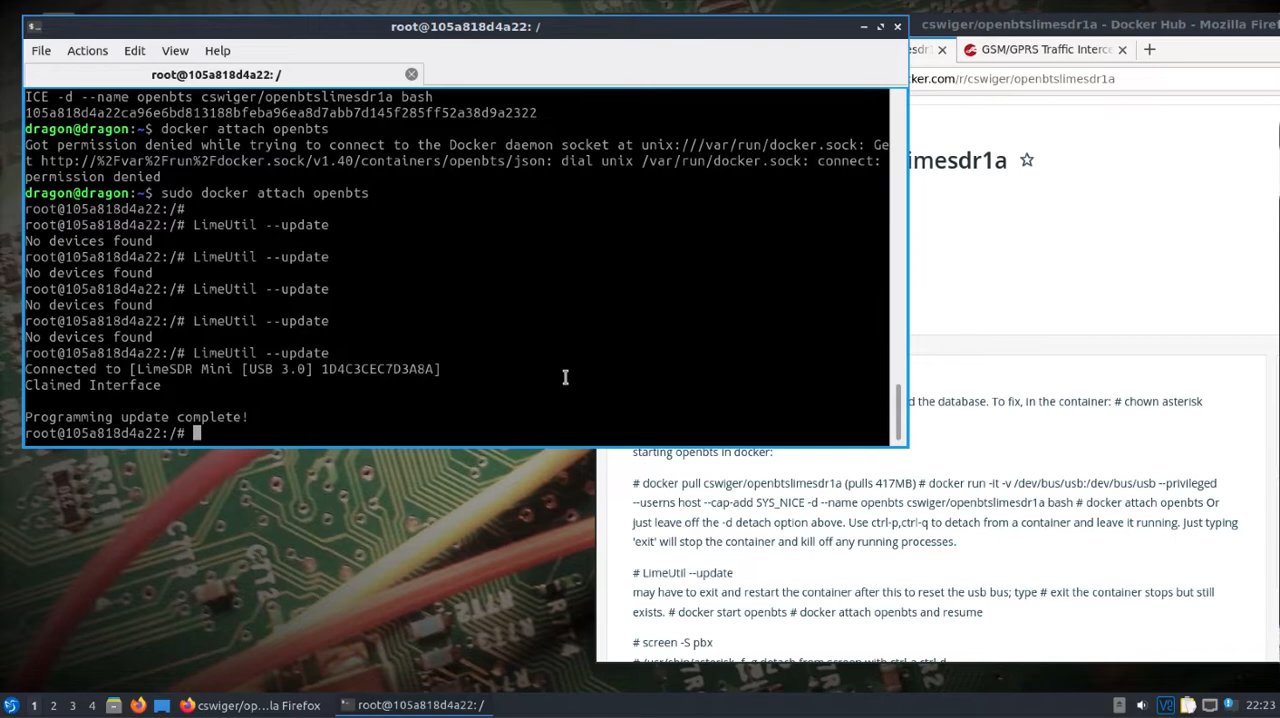 root@105a818d4a22: /
cswiger/openbtslimesdr1a - Docker Hub - Mozilla Firef
File Actions Edit View Help
root@105a818d4a22: /
sdr1
GSM/GPRS Traffic Interce
ker.com/r/cswiger/openbtslimesdr1a
ICE -d --name openbts cswiger/openbtslimesdr1a bash
105a818d4a22ca96e6bd813188bfeba96ea8d7abb7d145f285ff52a38d9a2322
dragon@dragon:~$ docker attach openbts
Got permission denied while trying to connect to the Docker daemon socket at unix:///var/run/docker.sock: Ge
t http://%2Fvar%2Frun%2Fdocker.sock/v1.40/containers/openbts/json: dial unix /var/run/docker.sock: connect:
permission denied
dragon@dragon:~$ sudo docker attach openbts
root@105a818d4a22:/#
root@105a818d4a22:/# LimeUtil --update
No devices found
root@105a818d4a22:/# LimeUtil --update
No devices found
root@105a818d4a22:/# LimeUtil --update
No devices found
root@105a818d4a22:/# LimeUtil --update
No devices found
root@105a818d4a22:/# LimeUtil --update
Connected to [LimeSDR Mini [USB 3.0] 1D4C3CEC7D3A8A]
Claimed Interface
Programming update complete!
root@105a818d4a22:/#
imesdr1a
d the database. To fix, in the container: # chown asterisk
starting openbts in docker:
# docker pull cswiger/openbtslimesdr1a (pulls 417MB) # docker run -it -v /dev/bus/usb:/dev/bus/usb --privileged
--userns host --cap-add SYS_NICE -d --name openbts cswiger/openbtslimesdr1a bash # docker attach openbts Or
just leave off the -d detach option above. Use ctrl-p,ctrl-q to detach from a container and leave it running. Just typing
'exit' will stop the container and kill off any running processes.
# LimeUtil --update
may have to exit and restart the container after this to reset the usb bus; type # exit the container stops but still
exists. # docker start openbts # docker attach openbts and resume
# screen -S pbx
# /usr/sbin/asterisk -f -g detach from screen with ctrl-a ctrl-d
1 2 3 4
cswiger/op...la Firefox
root@105a818d4a22: /
22:23